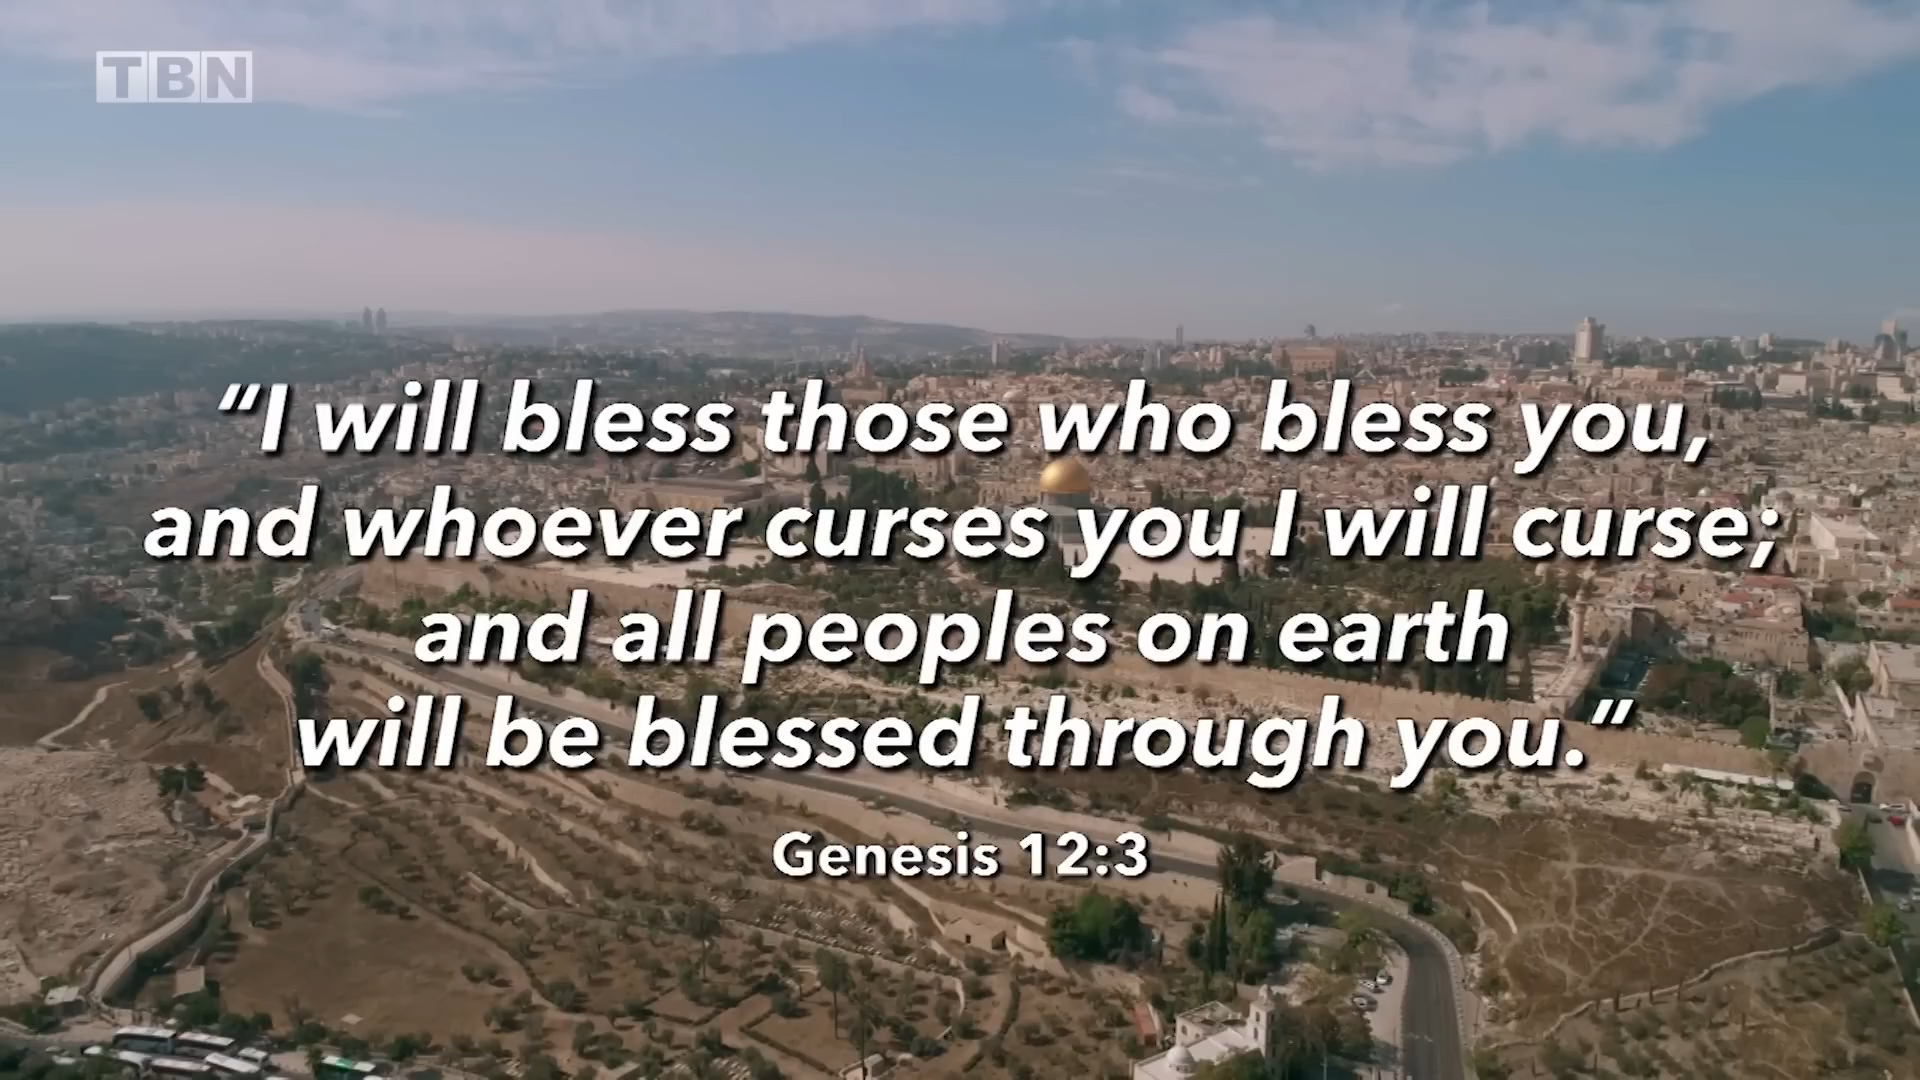 TBN
“I will bless those who bless you,
and whoever curses you I will curse;
and all peoples on earth
will be blessed through you.”
Genesis 12:3